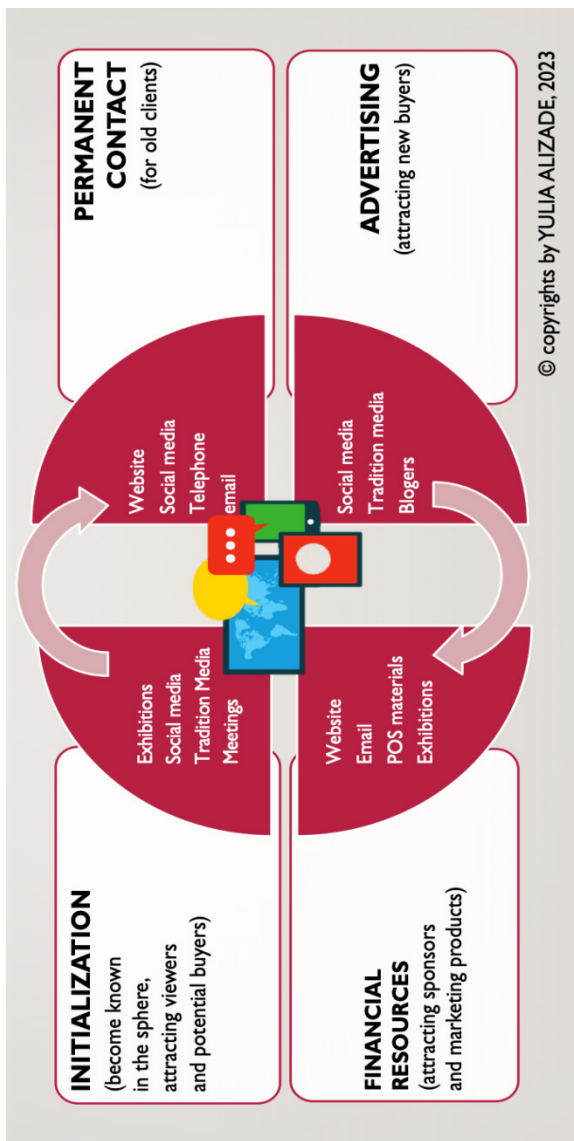 INITIALIZATION
(become known
in the sphere,
attracting viewers
and potential buyers)
Exhibitions
Social media
Tradition Media
Meetings
Website
Social media
Telephone
email
PERMANENT
CONTACT
(for old clients)
FINANCIAL
RESOURCES
(attracting sponsors
and marketing products)
Website
Email
POS materials
Exhibitions
Social media
Tradition media
Blogers
ADVERTISING
(attracting new buyers)
© copyrights by YULIA ALIZADE, 2023